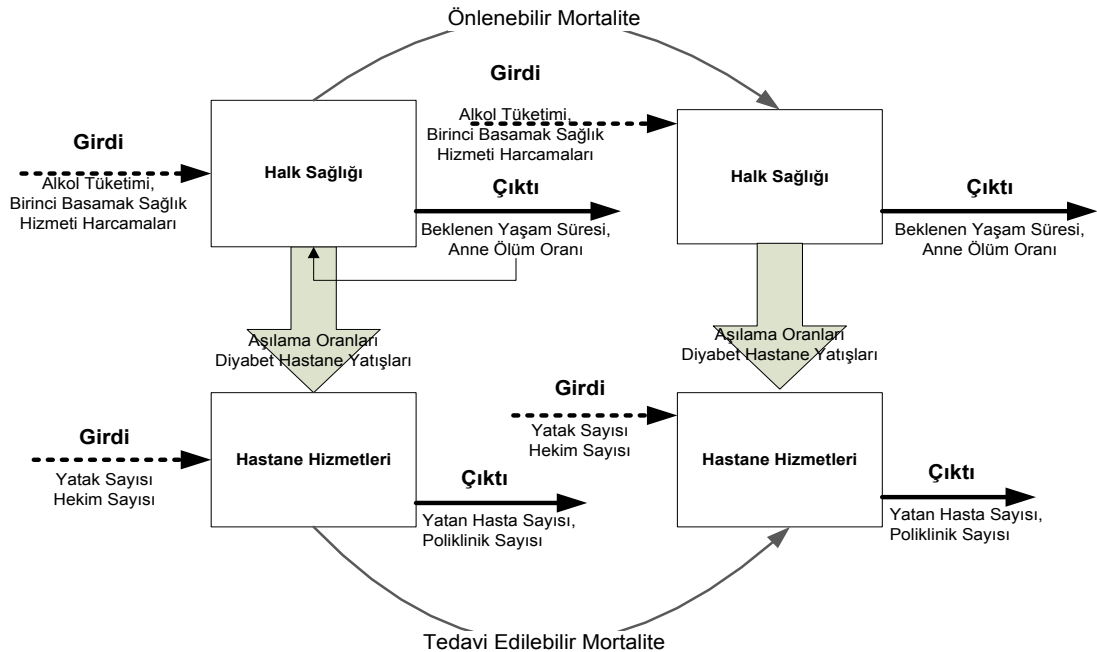 Önlenebilir Mortalite
Girdi
Alkol Tüketimi,
Birinci Basamak Sağlık
Hizmeti Harcamaları
Halk Sağlığı
Çıktı
Beklenen Yaşam Süresi,
Anne Ölüm Oranı
Girdi
Alkol Tüketimi,
Birinci Basamak Sağlık
Hizmeti Harcamaları
Halk Sağlığı
Çıktı
Beklenen Yaşam Süresi,
Anne Ölüm Oranı
Aşılama Oranları
Diyabet Hastane Yatışları
Aşılama Oranları
Diyabet Hastane Yatışları
Girdi
Yatak Sayısı
Hekim Sayısı
Hastane Hizmetleri
Çıktı
Yatan Hasta Sayısı,
Poliklinik Sayısı
Girdi
Yatak Sayısı
Hekim Sayısı
Hastane Hizmetleri
Çıktı
Yatan Hasta Sayısı,
Poliklinik Sayısı
Tedavi Edilebilir Mortalite